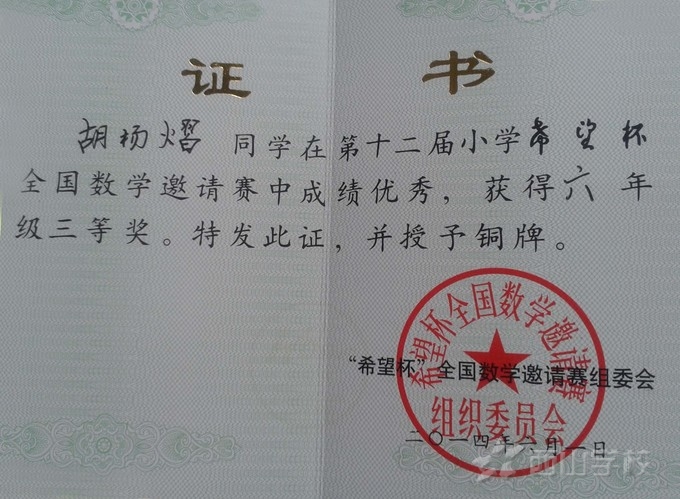 证 书
胡杨熠 同学在第十二届小学希望杯
全国数学邀请赛中成绩优秀，获得六年
级三等奖。特发此证，并授予铜牌。
希望杯全国数学邀请赛
“希望杯”全国数学邀请赛组委会
组织委员会
二〇一四年六月一日
西山学校